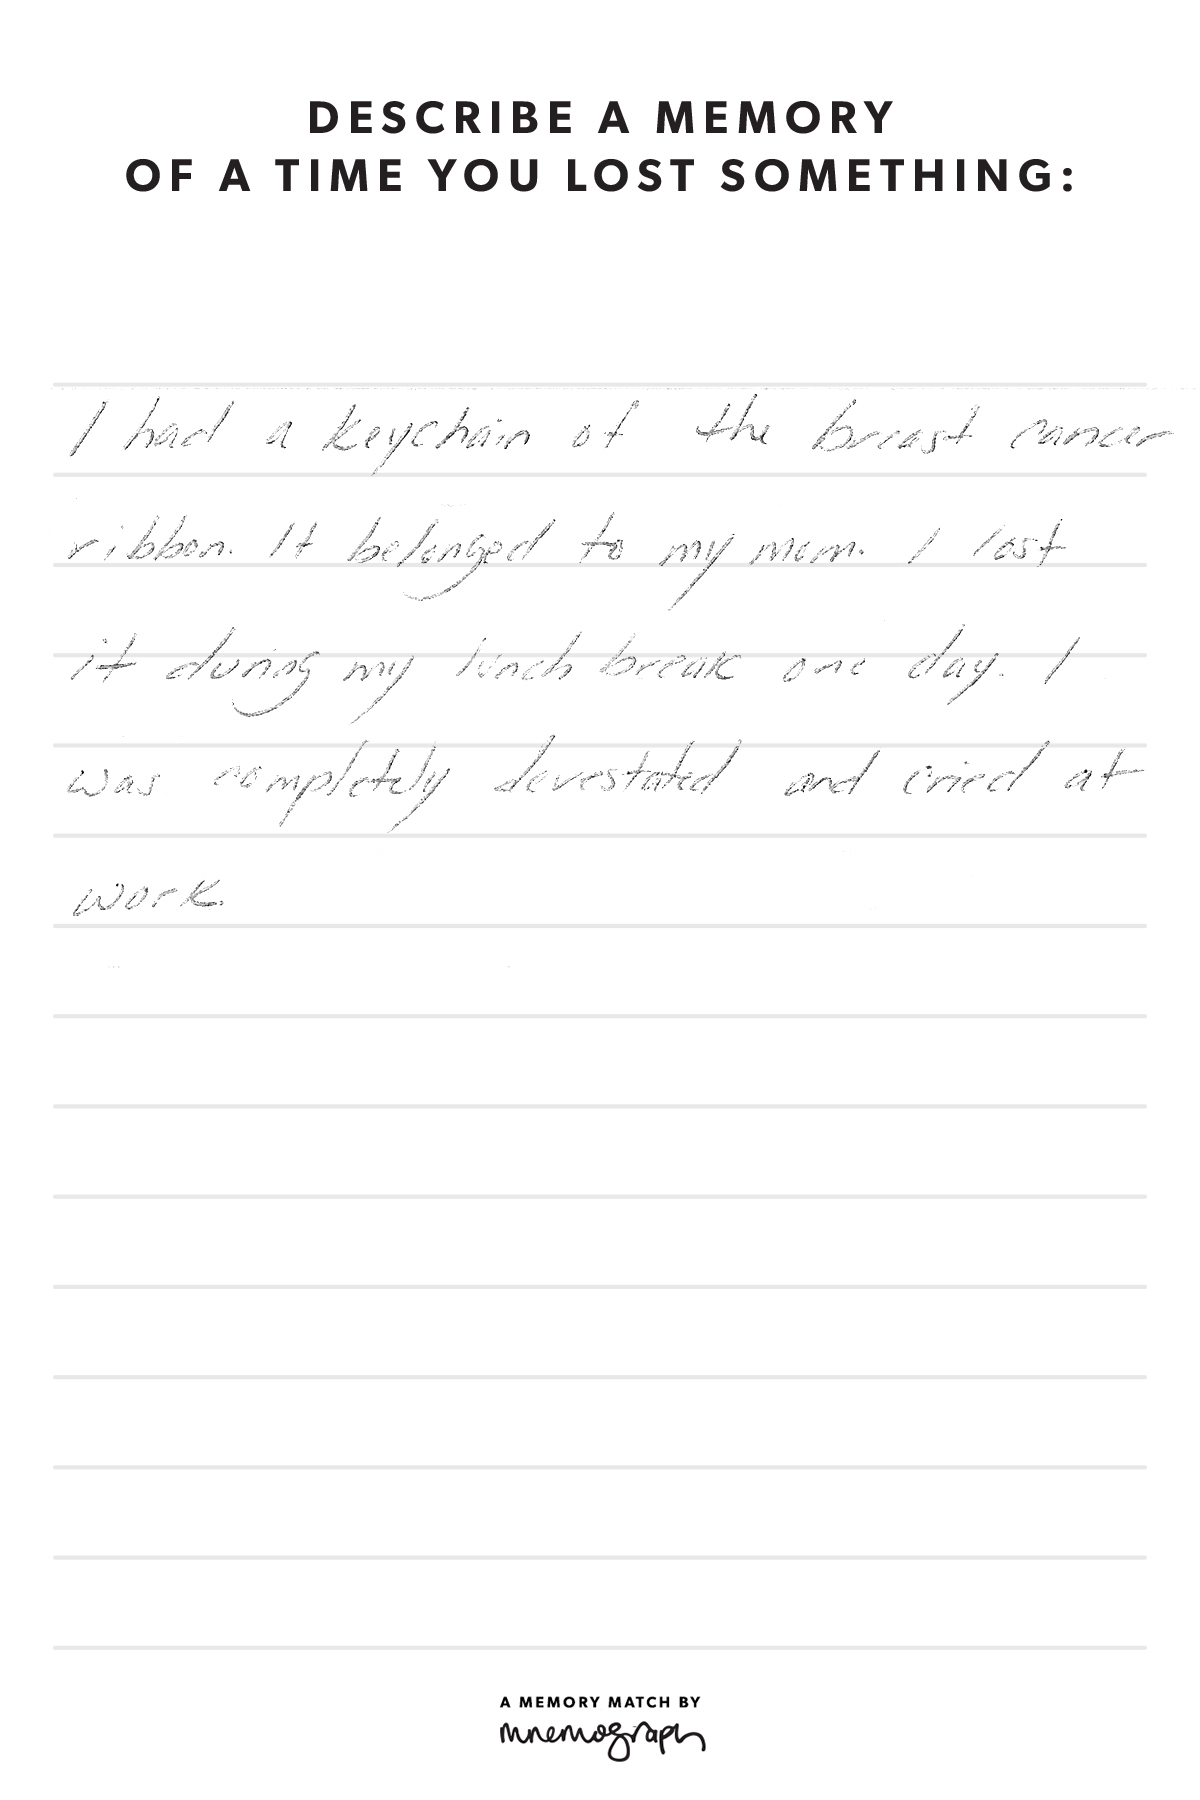 DESCRIBE A MEMORY
OF A TIME YOU LOST SOMETHING:
I had a keychain of the breast cancer
ribbon. It belonged to my mom. I lost
it during my lunch break one day. I
was completely devestated and cried at
work.
A MEMORY MATCH BY
mnemograph